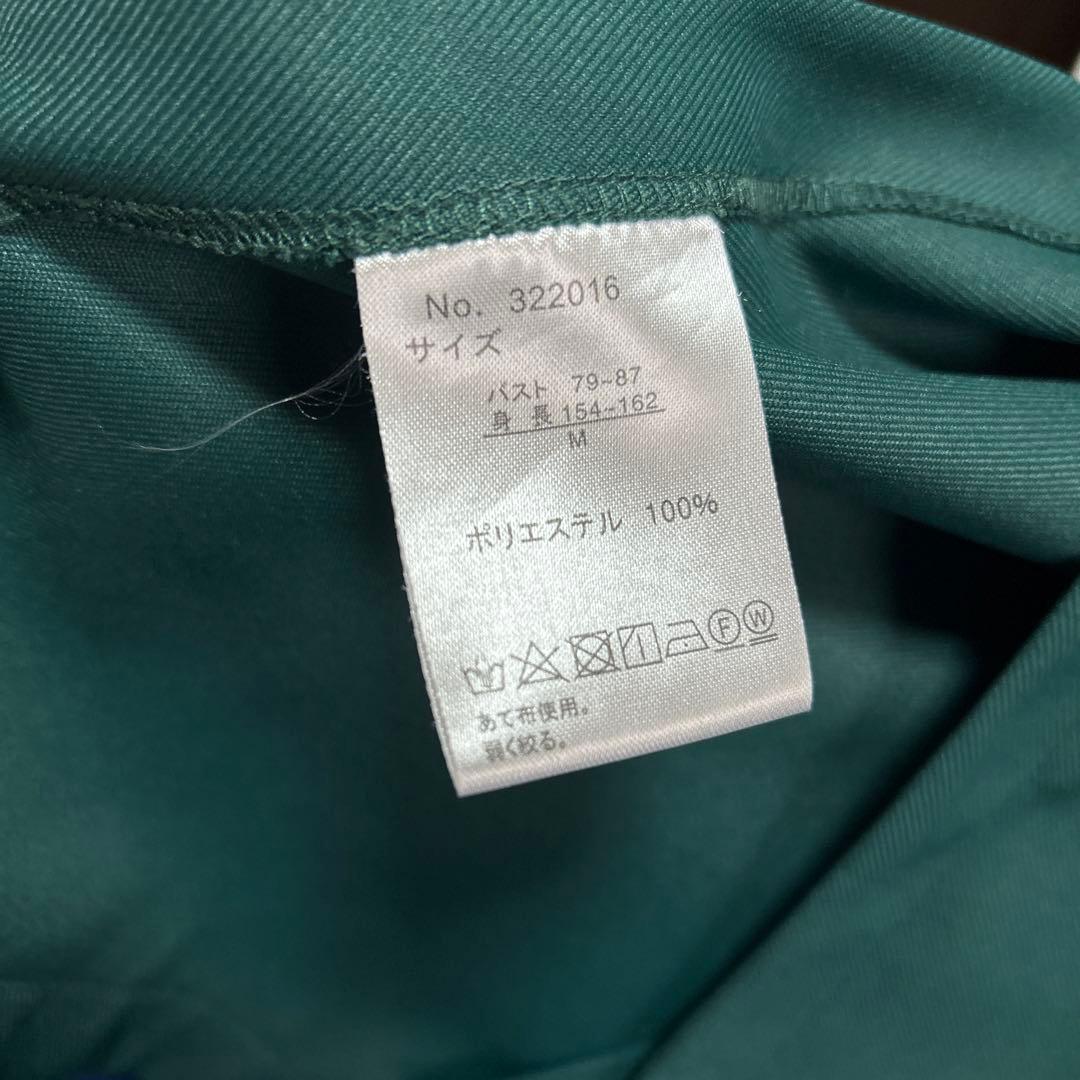 No. 322016
サイズ
バスト 79~87
身長 154~162
M
ポリエステル 100%
F W
あて布使用。
弱く絞る。